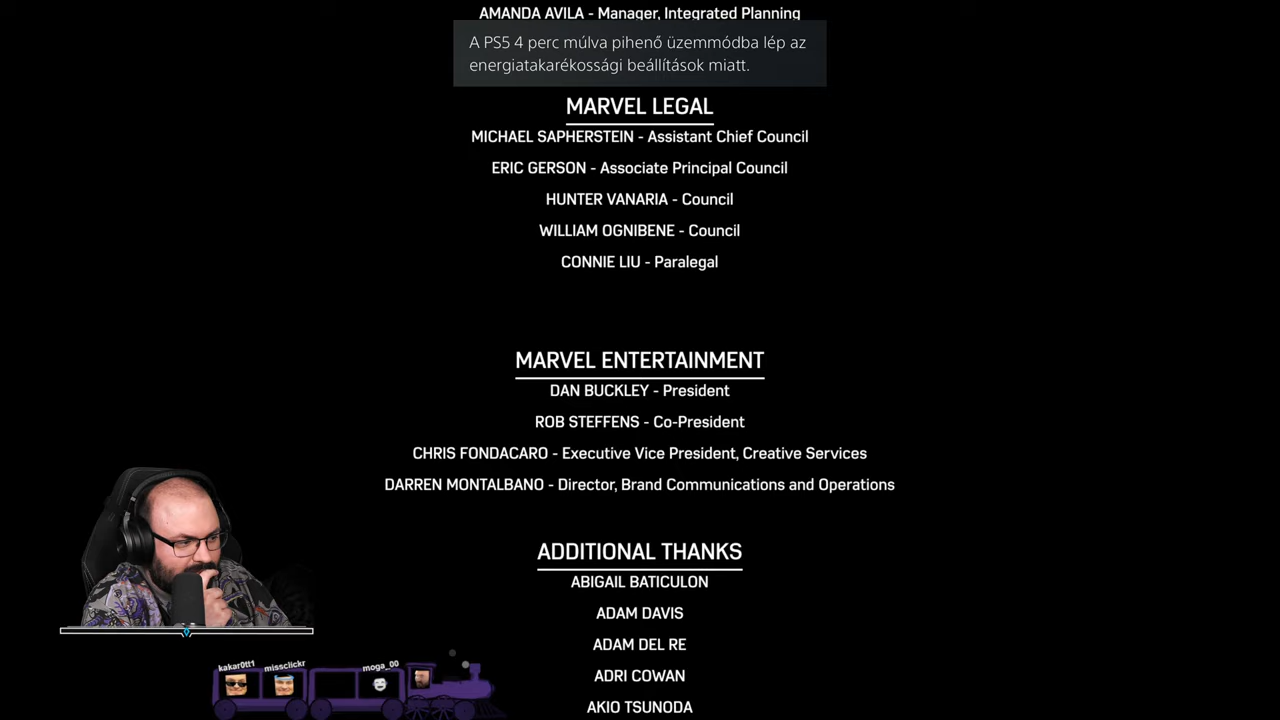 AMANDA AVILA - Manager, Integrated Planning
A PS5 4 perc múlva pihenő üzemmódba lép az
energiatakarékossági beállítások miatt.
MARVEL LEGAL
MICHAEL SAPHERSTEIN - Assistant Chief Council
ERIC GERSON - Associate Principal Council
HUNTER VANARIA - Council
WILLIAM OGNIBENE - Council
CONNIE LIU - Paralegal
MARVEL ENTERTAINMENT
DAN BUCKLEY - President
ROB STEFFENS - Co-President
CHRIS FONDACARO - Executive Vice President, Creative Services
DARREN MONTALBANO - Director, Brand Communications and Operations
ADDITIONAL THANKS
ABIGAIL BATICULON
ADAM DAVIS
ADAM DEL RE
ADRI COWAN
AKIO TSUNODA
kakar0tt1 missclickr moga_00